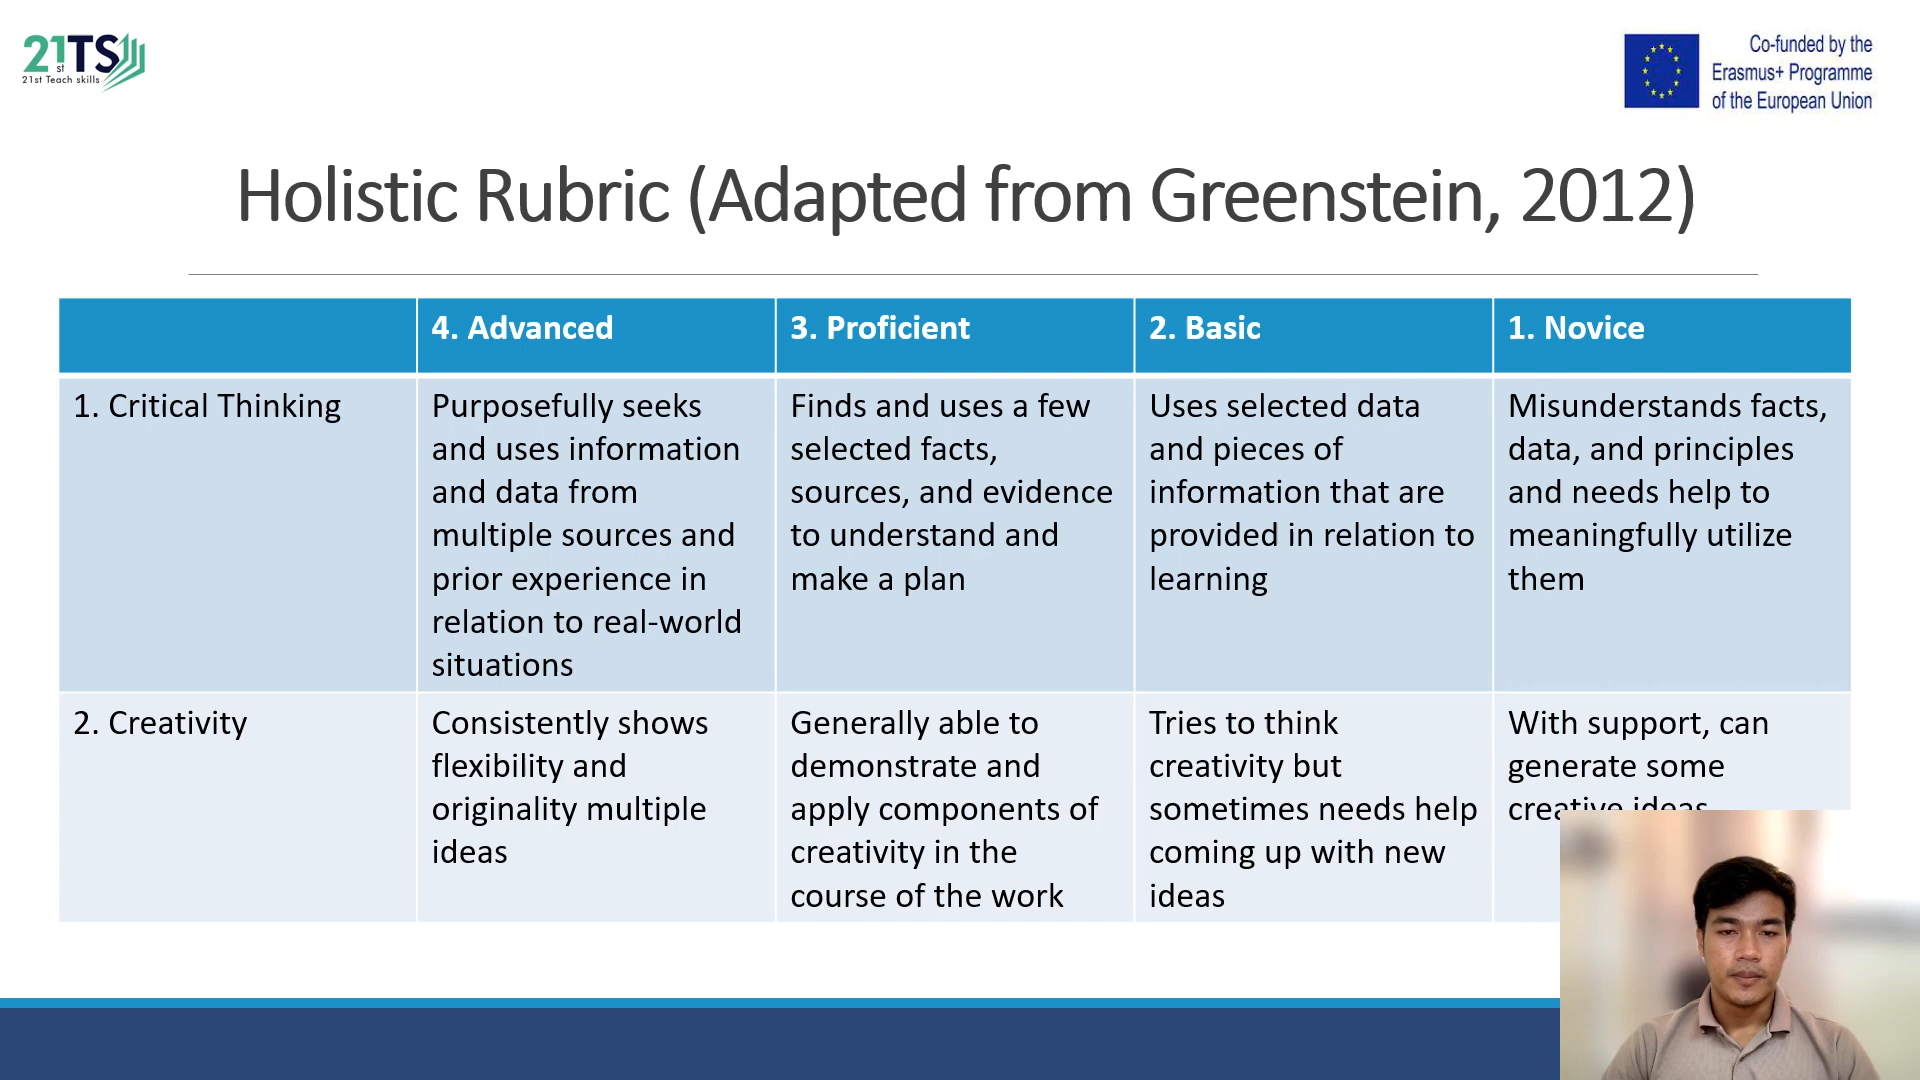 21st TS
21st Teach skills
Co-funded by the
Erasmus+ Programme
of the European Union
Holistic Rubric (Adapted from Greenstein, 2012)
4. Advanced
3. Proficient
2. Basic
1. Novice
1. Critical Thinking
Purposefully seeks
and uses information
and data from
multiple sources and
prior experience in
relation to real-world
situations
Finds and uses a few
selected facts,
sources, and evidence
to understand and
make a plan
Uses selected data
and pieces of
information that are
provided in relation to
learning
Misunderstands facts,
data, and principles
and needs help to
meaningfully utilize
them
2. Creativity
Consistently shows
flexibility and
originality multiple
ideas
Generally able to
demonstrate and
apply components of
creativity in the
course of the work
Tries to think
creativity but
sometimes needs help
coming up with new
ideas
With support, can
generate some
creative ideas